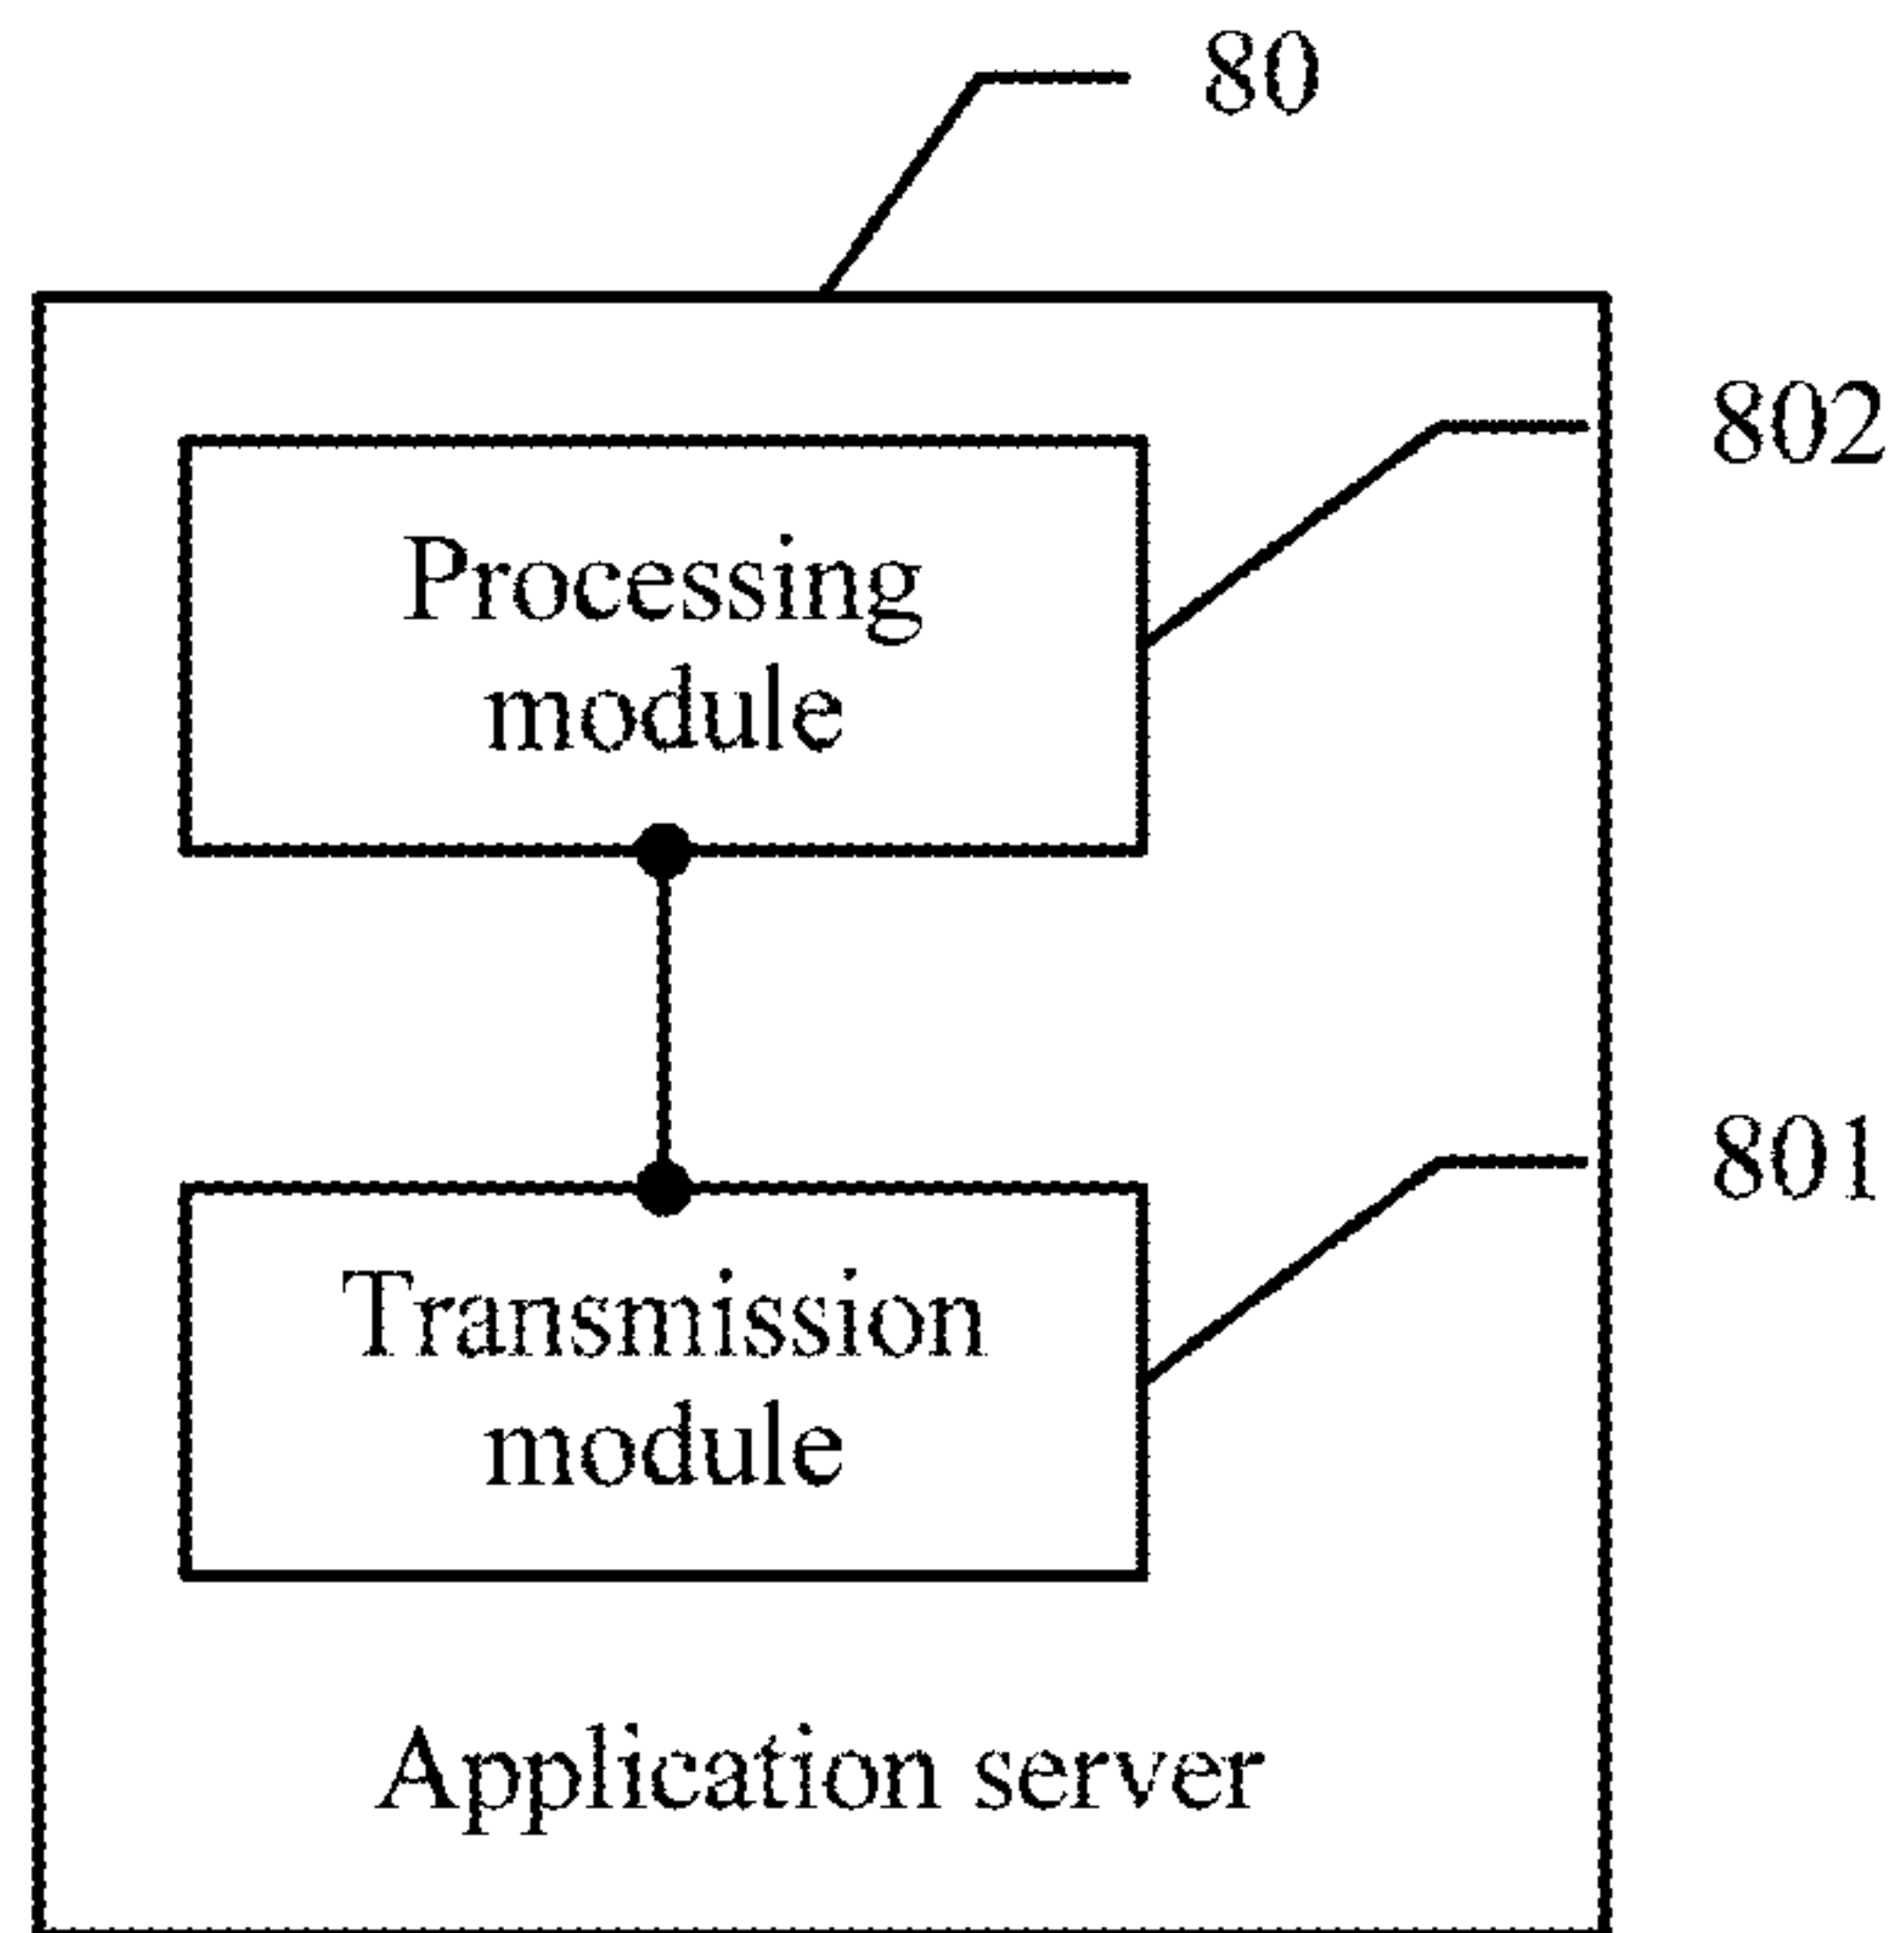 80
802
Processing
module
801
Transmission
module
Application server